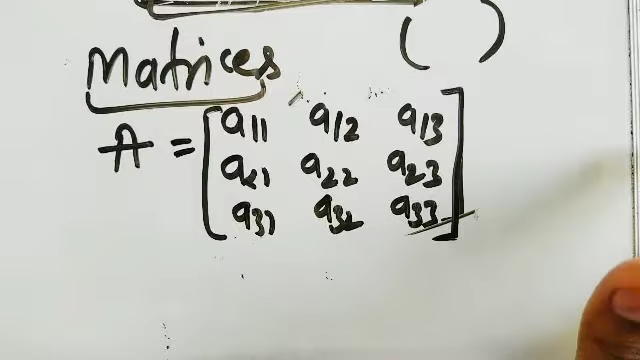 Matrices ( )
A = [ a11 a12 a13
a21 a22 a23
a31 a32 a33 ]